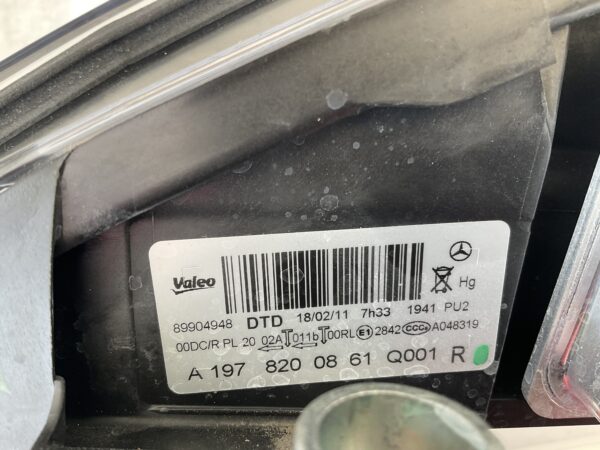 Valeo
Hg
89904948 DTD 18/02/11 7h33 1941 PU2
00DC/R PL 20 02A 011b 00RL E1 2842 CCC A048319
A 197 820 08 61 Q001 R